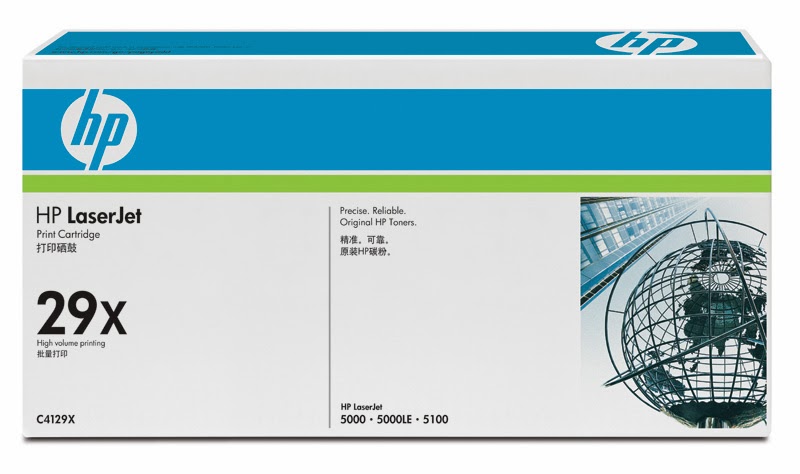 hp
hp
HP LaserJet
Print Cartridge
打印硒鼓
29x
High volume printing
批量打印
C4129X
Precise. Reliable.
Original HP Toners.
精准。可靠。
原装HP碳粉。
HP LaserJet
5000 • 5000LE • 5100